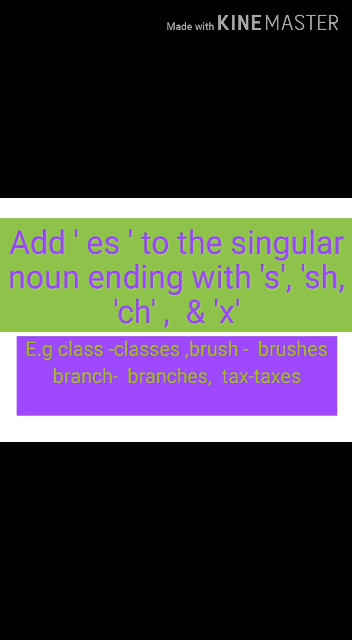 Made with KINEMASTER
Add ' es ' to the singular
noun ending with 's', 'sh,
'ch' , & 'x'
E.g class -classes ,brush - brushes
branch- branches, tax-taxes